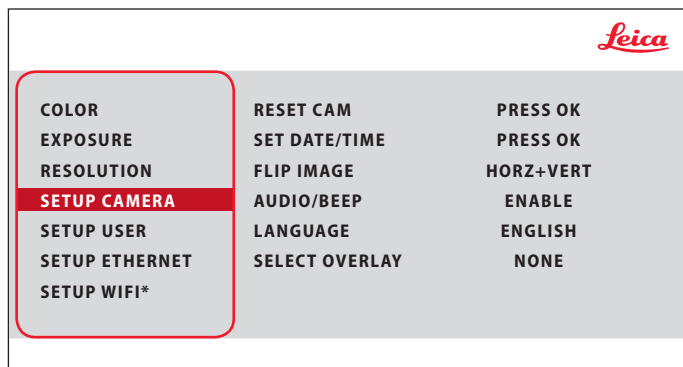 Leica
COLOR RESET CAM PRESS OK
EXPOSURE SET DATE/TIME PRESS OK
RESOLUTION FLIP IMAGE HORZ+VERT
SETUP CAMERA AUDIO/BEEP ENABLE
SETUP USER LANGUAGE ENGLISH
SETUP ETHERNET SELECT OVERLAY NONE
SETUP WIFI*